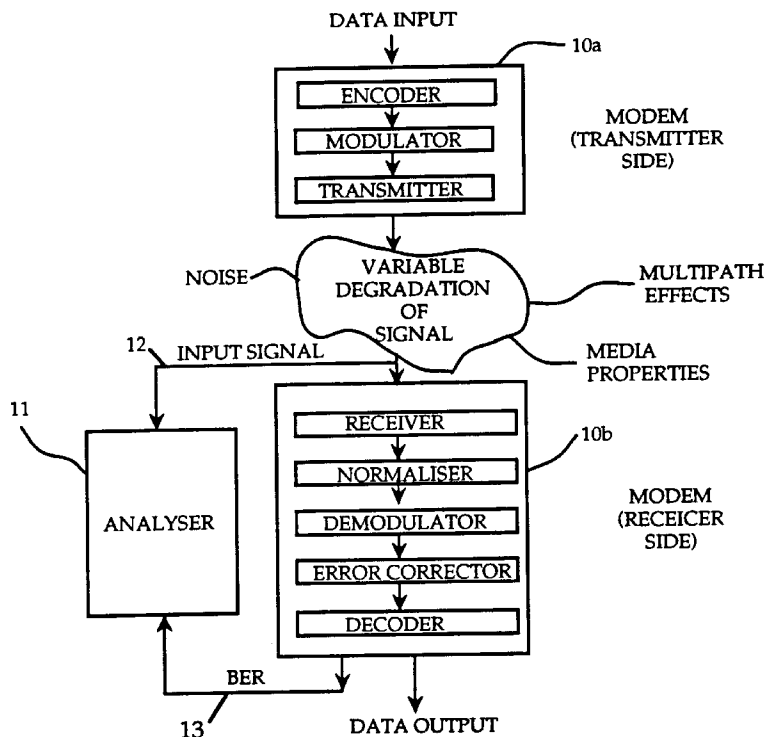 DATA INPUT
10a
ENCODER
MODULATOR
TRANSMITTER
MODEM
(TRANSMITTER
SIDE)
NOISE
VARIABLE
DEGRADATION
OF
SIGNAL
MULTIPATH
EFFECTS
MEDIA
PROPERTIES
12
INPUT SIGNAL
11
ANALYSER
RECEIVER
NORMALISER
DEMODULATOR
ERROR CORRECTOR
DECODER
10b
MODEM
(RECEICER
SIDE)
BER
13
DATA OUTPUT